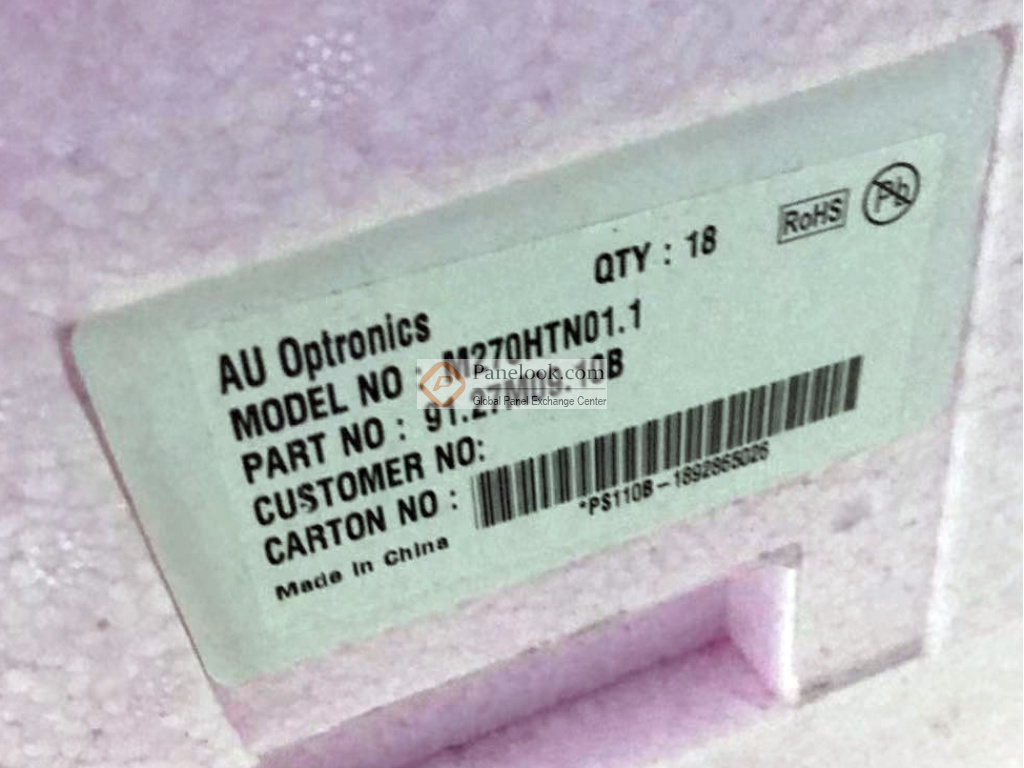 QTY : 18
RoHS
Pb
AU Optronics
MODEL NO : M270HTN01.1
PART NO : 91.27M09.10B
CUSTOMER NO:
CARTON NO :
*PS110B-1892865026
Made in China
Panelook.com
Global Panel Exchange Center